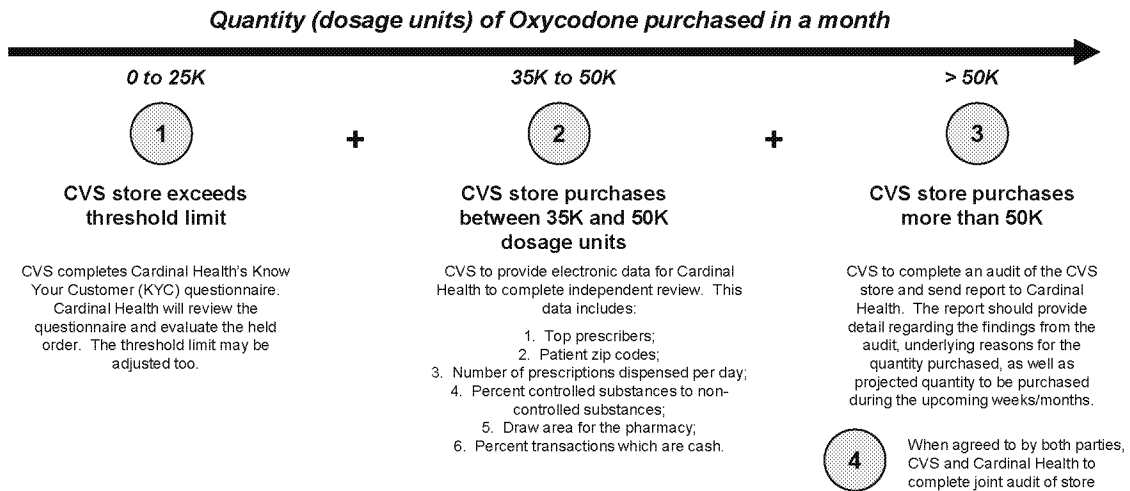 Quantity (dosage units) of Oxycodone purchased in a month
0 to 25K
35K to 50K
> 50K
1
+
2
+
3
CVS store exceeds
threshold limit
CVS completes Cardinal Health's Know
Your Customer (KYC) questionnaire.
Cardinal Health will review the
questionnaire and evaluate the held
order.  The threshold limit may be
adjusted too.
CVS store purchases
between 35K and 50K
dosage units
CVS to provide electronic data for Cardinal
Health to complete independent review.  This
data includes:
1.  Top prescribers;
2.  Patient zip codes;
3.  Number of prescriptions dispensed per day;
4.  Percent controlled substances to non-
controlled substances;
5.  Draw area for the pharmacy;
6.  Percent transactions which are cash.
CVS store purchases
more than 50K
CVS to complete an audit of the CVS
store and send report to Cardinal
Health.  The report should provide
detail regarding the findings from the
audit, underlying reasons for the
quantity purchased, as well as
projected quantity to be purchased
during the upcoming weeks/months.
4
When agreed to by both parties,
CVS and Cardinal Health to
complete joint audit of store